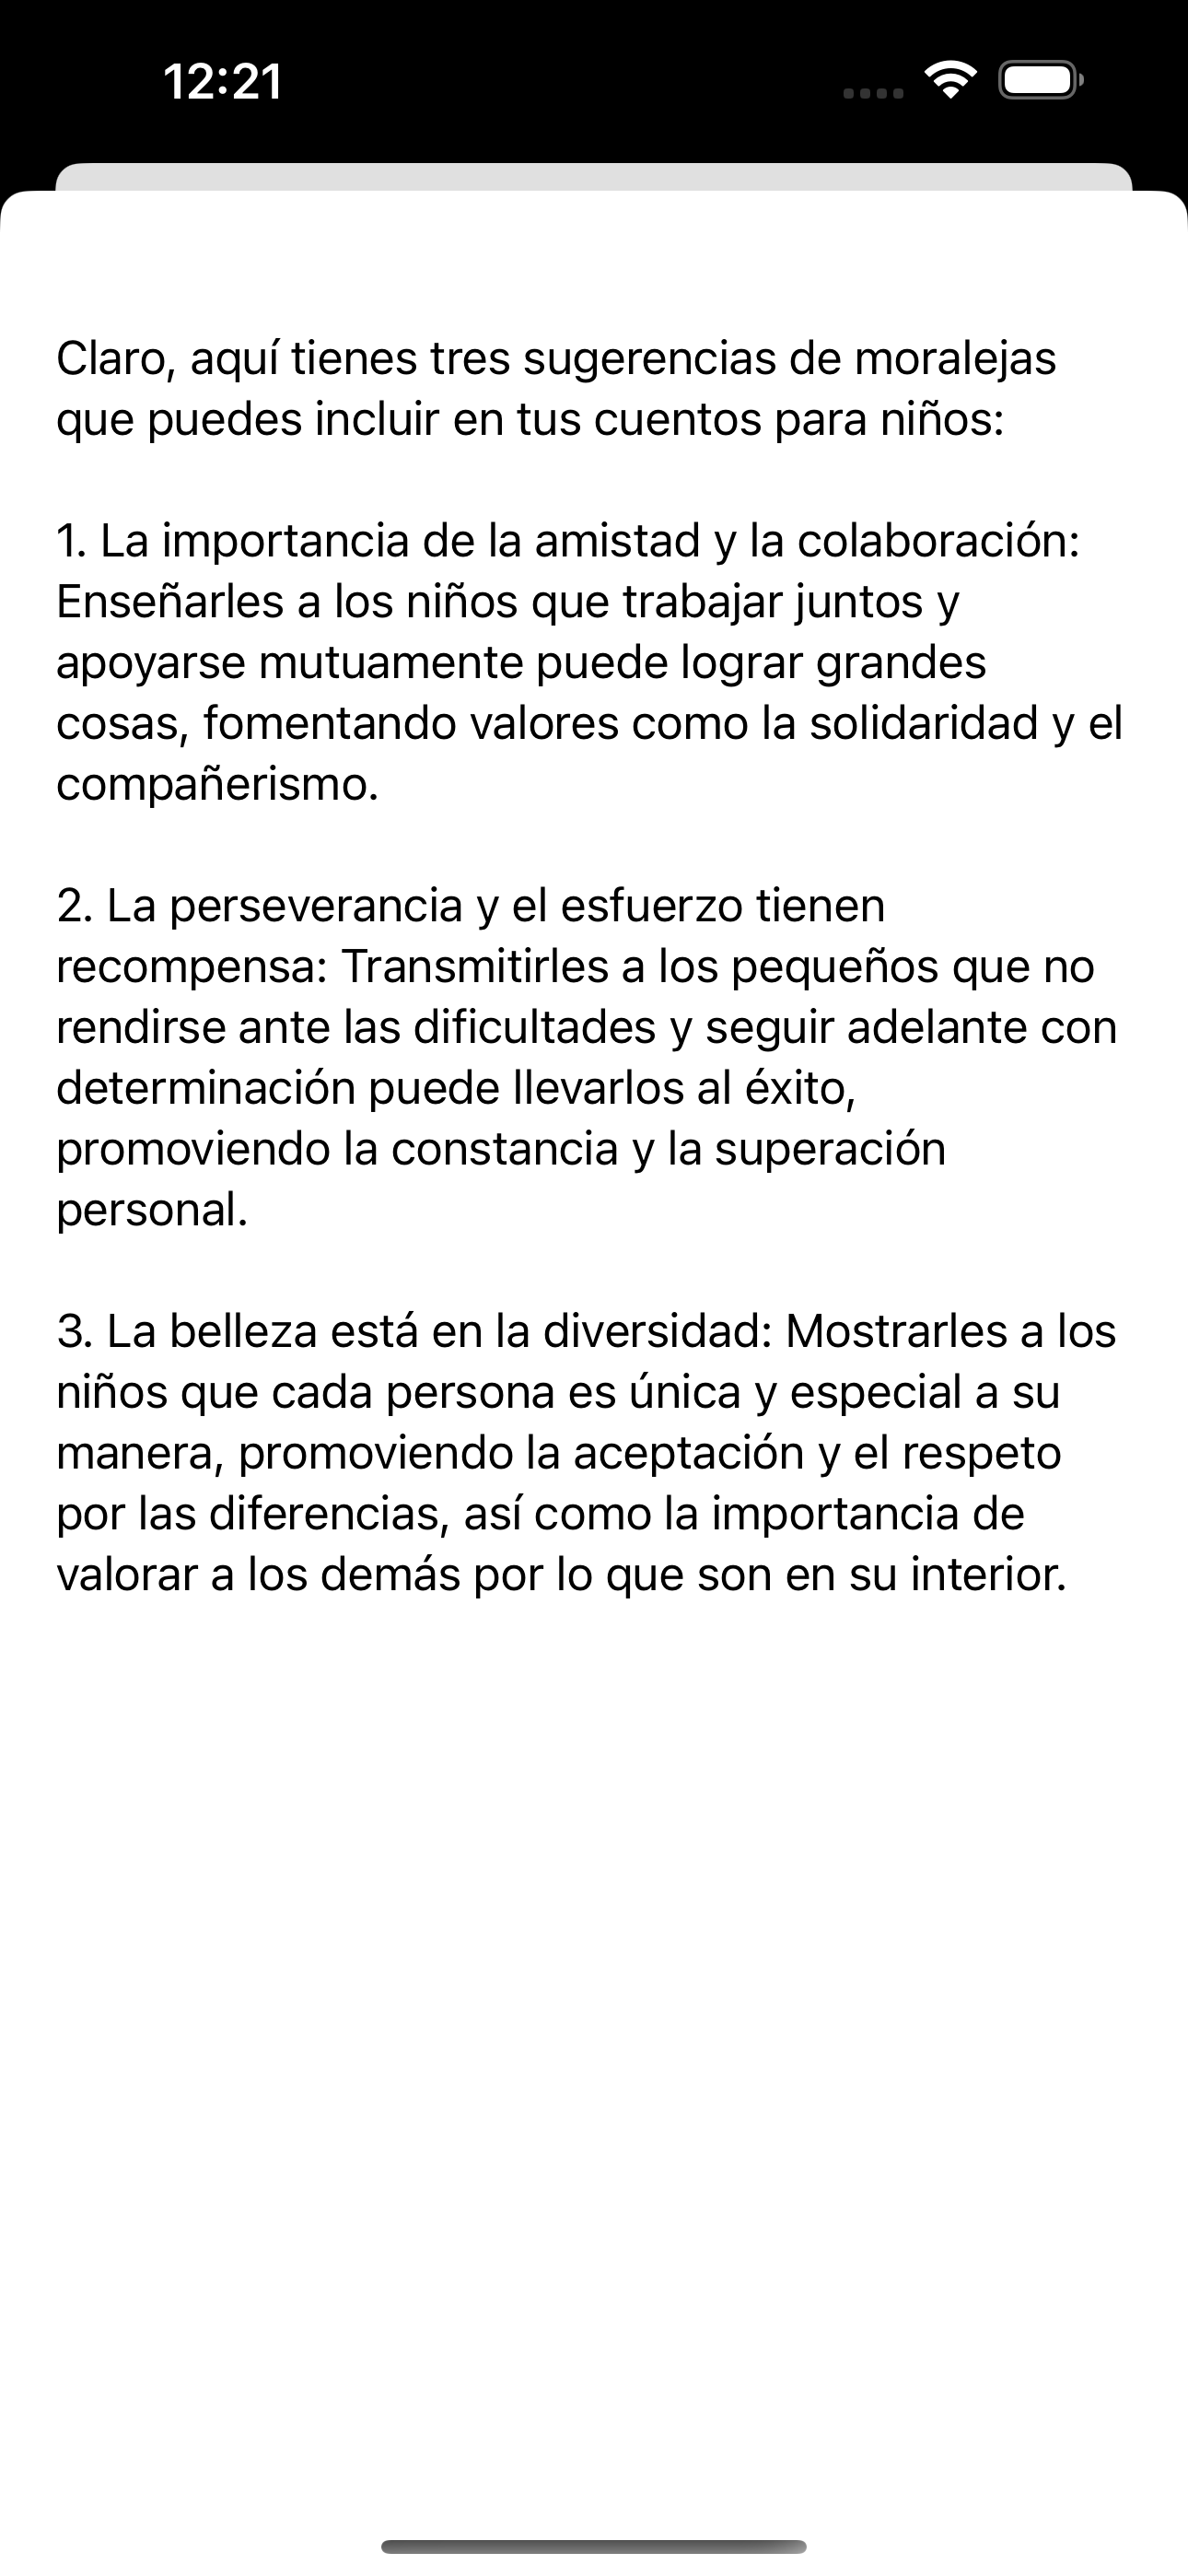 12:21
Claro, aquí tienes tres sugerencias de moralejas
que puedes incluir en tus cuentos para niños:
1. La importancia de la amistad y la colaboración:
Enseñarles a los niños que trabajar juntos y
apoyarse mutuamente puede lograr grandes
cosas, fomentando valores como la solidaridad y el
compañerismo.
2. La perseverancia y el esfuerzo tienen
recompensa: Transmitirles a los pequeños que no
rendirse ante las dificultades y seguir adelante con
determinación puede llevarlos al éxito,
promoviendo la constancia y la superación
personal.
3. La belleza está en la diversidad: Mostrarles a los
niños que cada persona es única y especial a su
manera, promoviendo la aceptación y el respeto
por las diferencias, así como la importancia de
valorar a los demás por lo que son en su interior.